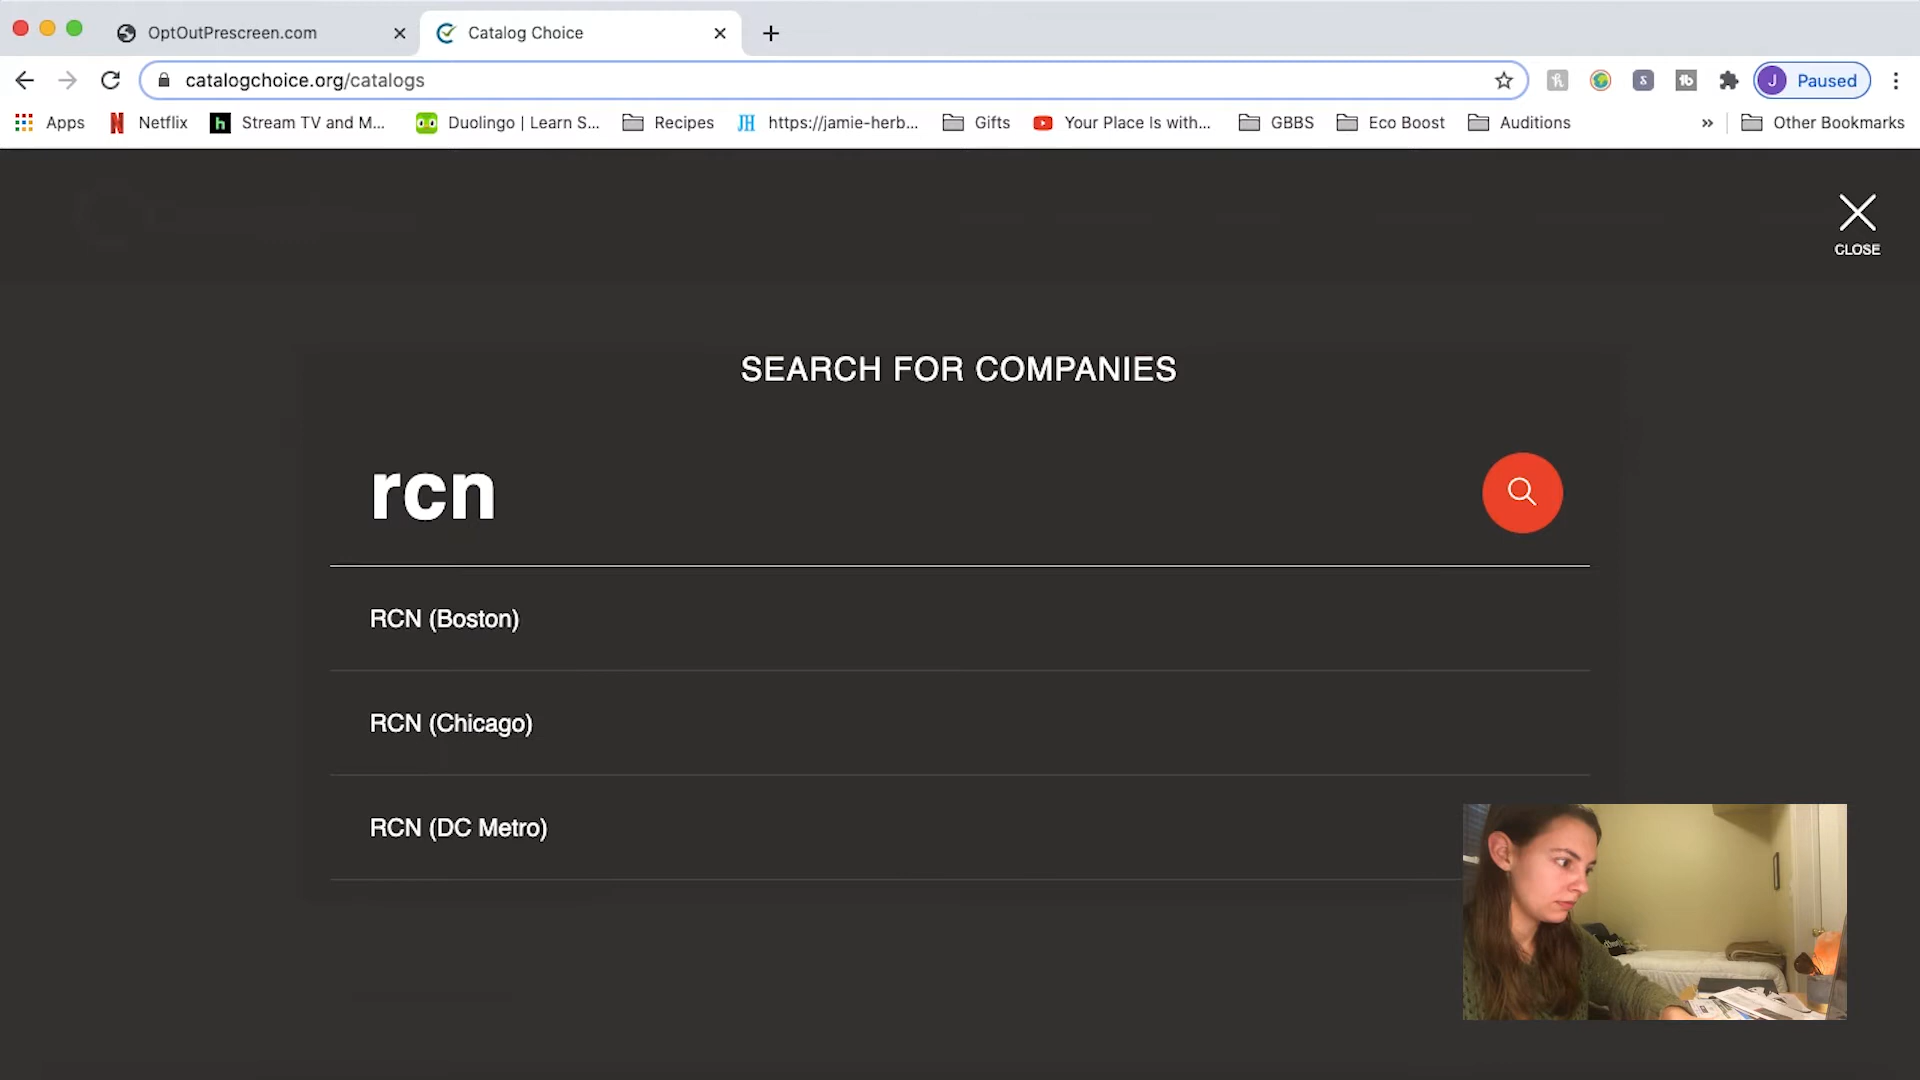 OptOutPrescreen.com
Catalog Choice
catalogchoice.org/catalogs
J Paused
Apps
Netflix
Stream TV and M...
Duolingo | Learn S...
Recipes
JH https://jamie-herb...
Gifts
Your Place Is with...
GBBS
Eco Boost
Auditions
»
Other Bookmarks
CLOSE
SEARCH FOR COMPANIES
rcn
RCN (Boston)
RCN (Chicago)
RCN (DC Metro)